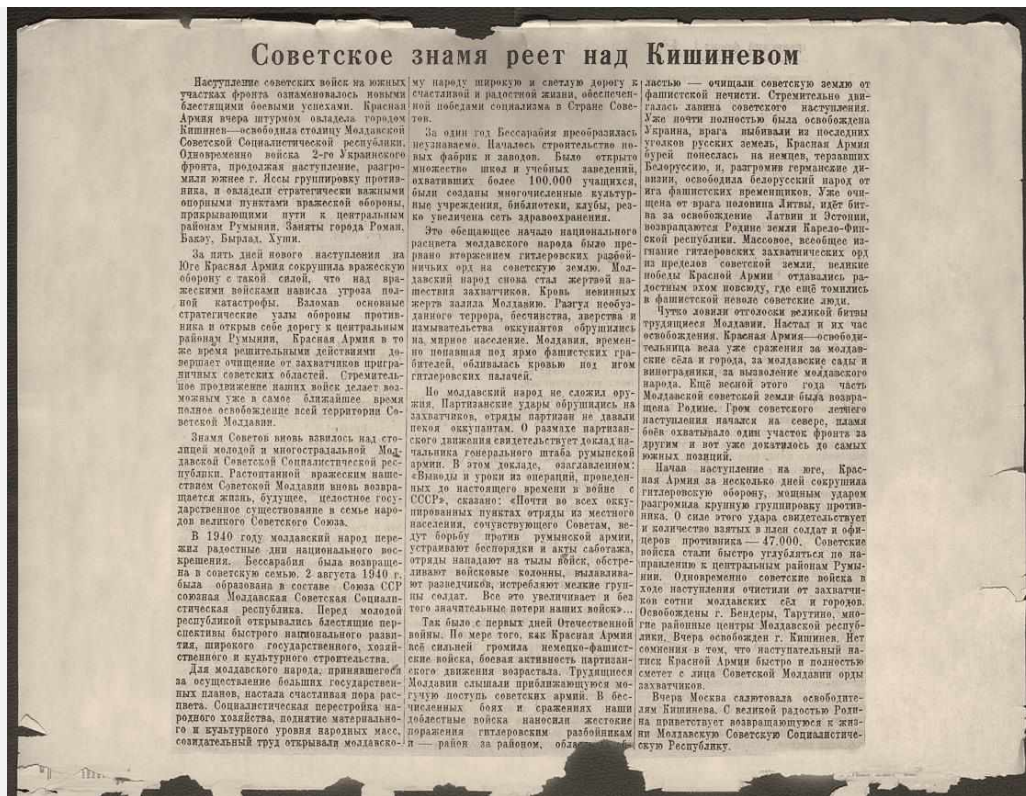 Советское знамя реет над Кишиневом
Наступление советских войск на южных
участках фронта ознаменовалось новыми
блестящими боевыми успехами. Красная
Армия вчера штурмом овладела городом
Кишинев—освободила столицу Молдавской
Советской Социалистической республики.
Одновременно войска 2-го Украинского
фронта, продолжая наступление, разгро-
мили южнее г. Яссы группировку против-
ника, и овладели стратегически важными
опорными пунктами вражеской обороны,
прикрывающими пути к центральным
районам Румынии. Заняты города Роман,
Бакэу, Бырлад, Хуши.
За пять дней нового наступления на
Юге Красная Армия сокрушила вражескую
оборону с такой силой, что над вра-
жескими войсками нависла угроза пол-
ной катастрофы. Взломав основные
стратегические узлы обороны против-
ника и открыв себе дорогу к центральным
районам Румынии, Красная Армия в то
же время решительными действиями до-
вершает очищение от захватчиков пригра-
ничных советских областей. Стремитель-
ное продвижение наших войск делает воз-
можным уже в самое ближайшее время
полное освобождение всей территории Со-
ветской Молдавии.
Знамя Советов вновь взвилось над сто-
лицей молодой и многострадальной Мол-
давской Советской Социалистической рес-
публики. Растоптанной вражеским наше-
ствием Советской Молдавии вновь возвра-
щается жизнь, будущее, целостное госу-
дарственное существование в семье наро-
дов великого Советского Союза.
В 1940 году молдавский народ пере-
жил радостные дни национального вос-
крешения. Бессарабия была возвраще-
на в советскую семью. 2 августа 1940 г.
была образована в составе Союза ССР
союзная Молдавская Советская Социали-
стическая республика. Перед молодой
республикой открывались блестящие пер-
спективы быстрого национального разви-
тия, широкого государственного, хозяй-
ственного и культурного строительства.
Для молдавского народа, принявшегося
за осуществление больших государствен-
ных планов, настала счастливая пора рас-
цвета. Социалистическая перестройка на-
родного хозяйства, поднятие материально-
го и культурного уровня народных масс,
созидательный труд открывали молдавско-
му народу широкую и светлую дорогу к
счастливой и радостной жизни, обеспечен-
ной победами социализма в Стране Сове-
тов.
За один год Бессарабия преобразилась
неузнаваемо. Началось строительство но-
вых фабрик и заводов. Было открыто
множество школ и учебных заведений,
охвативших более 100.000 учащихся,
были созданы многочисленные культур-
ные учреждения, библиотеки, клубы, рез-
ко увеличена сеть здравоохранения.
Это обещающее начало национального
расцвета молдавского народа было пре-
рвано вторжением гитлеровских разбой-
ничьих орд на советскую землю. Мол-
давский народ снова стал жертвой на-
шествия захватчиков. Кровь невинных
жертв залила Молдавию. Разгул необуз-
данного террора, бесчинства, зверства и
измывательства оккупантов обрушились
на мирное население. Молдавия, времен-
но попавшая под ярмо фашистских гра-
бителей, обливалась кровью под игом
гитлеровских палачей.
Но молдавский народ не сложил ору-
жия. Партизанские удары обрушились на
захватчиков, отряды партизан не давали
покоя оккупантам. О размахе партизан-
ского движения свидетельствует доклад на-
чальника генерального штаба румынской
армии. В этом докладе, озаглавленном:
«Выводы и уроки из операций, проведен-
ных до настоящего времени в войне с
СССР», сказано: «Почти во всех окку-
пированных пунктах отряды из местного
населения, сочувствующего Советам, ве-
дут борьбу против румынской армии,
устраивают беспорядки и акты саботажа,
отряды нападают на тылы войск, обстре-
ливают войсковые колонны, вылавлива-
ют разведчиков, истребляют мелкие груп-
пы солдат. Все это увеличивает и без
того значительные потери наших войск»...
Так было с первых дней Отечественной
войны. По мере того, как Красная Армия
всё сильней громила немецко-фашист-
ские войска, боевая активность партизан-
ского движения возрастала. Трудящиеся
Молдавии слышали приближающуюся мо-
гучую поступь советских армий. В бес-
численных боях и сражениях наши
доблестные войска наносили жестокие
поражения гитлеровским разбойникам
и — район за районом,
ластью — очищали советскую землю от
фашистской нечисти. Стремительно дви-
галась лавина советского наступления.
Уже почти полностью была освобождена
Украина, врага выбивали из последних
уголков русских земель, Красная Армия
бурей понеслась на немцев, терзавших
Белоруссию, и, разгромив германские ди-
визии, освободила белорусский народ от
ига фашистских временщиков. Уже очи-
щена от врага половина Литвы, идёт бит-
ва за освобождение Латвии и Эстонии,
возвращаются Родине земли Карело-Фин-
ской республики. Массовое, всеобщее из-
гнание гитлеровских захватнических орд
из пределов советской земли, великие
победы Красной Армии отдавались ра-
достным эхом повсюду, где ещё томились
в фашистской неволе советские люди.
Чутко ловили отголоски великой битвы
трудящиеся Молдавии. Настал и их час
освобождения. Красная Армия—освободи-
тельница вела уже сражения за молдав-
ские сёла и города, за молдавские сады и
виноградники, за вызволение молдавского
народа. Ещё весной этого года часть
Молдавской советской земли была возвра-
щена Родине. Гром советского летнего
наступления начался на севере, пламя
боёв охватывало один участок фронта за
другим и вот уже докатилось до самых
южных позиций.
Начав наступление на юге, Крас-
ная Армия за несколько дней сокрушила
гитлеровскую оборону, мощным ударом
разгромила крупную группировку против-
ника. О силе этого удара свидетельствует
и количество взятых в плен солдат и офи-
церов противника — 47.000. Советские
войска стали быстро углубляться по на-
правлению к центральным районам Румы-
нии. Одновременно советские войска в
ходе наступления очистили от захватчи-
ков сотни молдавских сёл и городов.
Освобождены г. Бендеры, Тарутино, мно-
гие районные центры Молдавской респуб-
лики. Вчера освобожден г. Кишинев. Нет
сомнения в том, что наступательный на-
тиск Красной Армии быстро и полностью
сметет с лица Советской Молдавии орды
захватчиков.
Вчера Москва салютовала освободите-
лям Кишинева. С великой радостью Роди-
на приветствует возвращающуюся к жиз-
ни Молдавскую Советскую Социалистиче-
скую Республику.